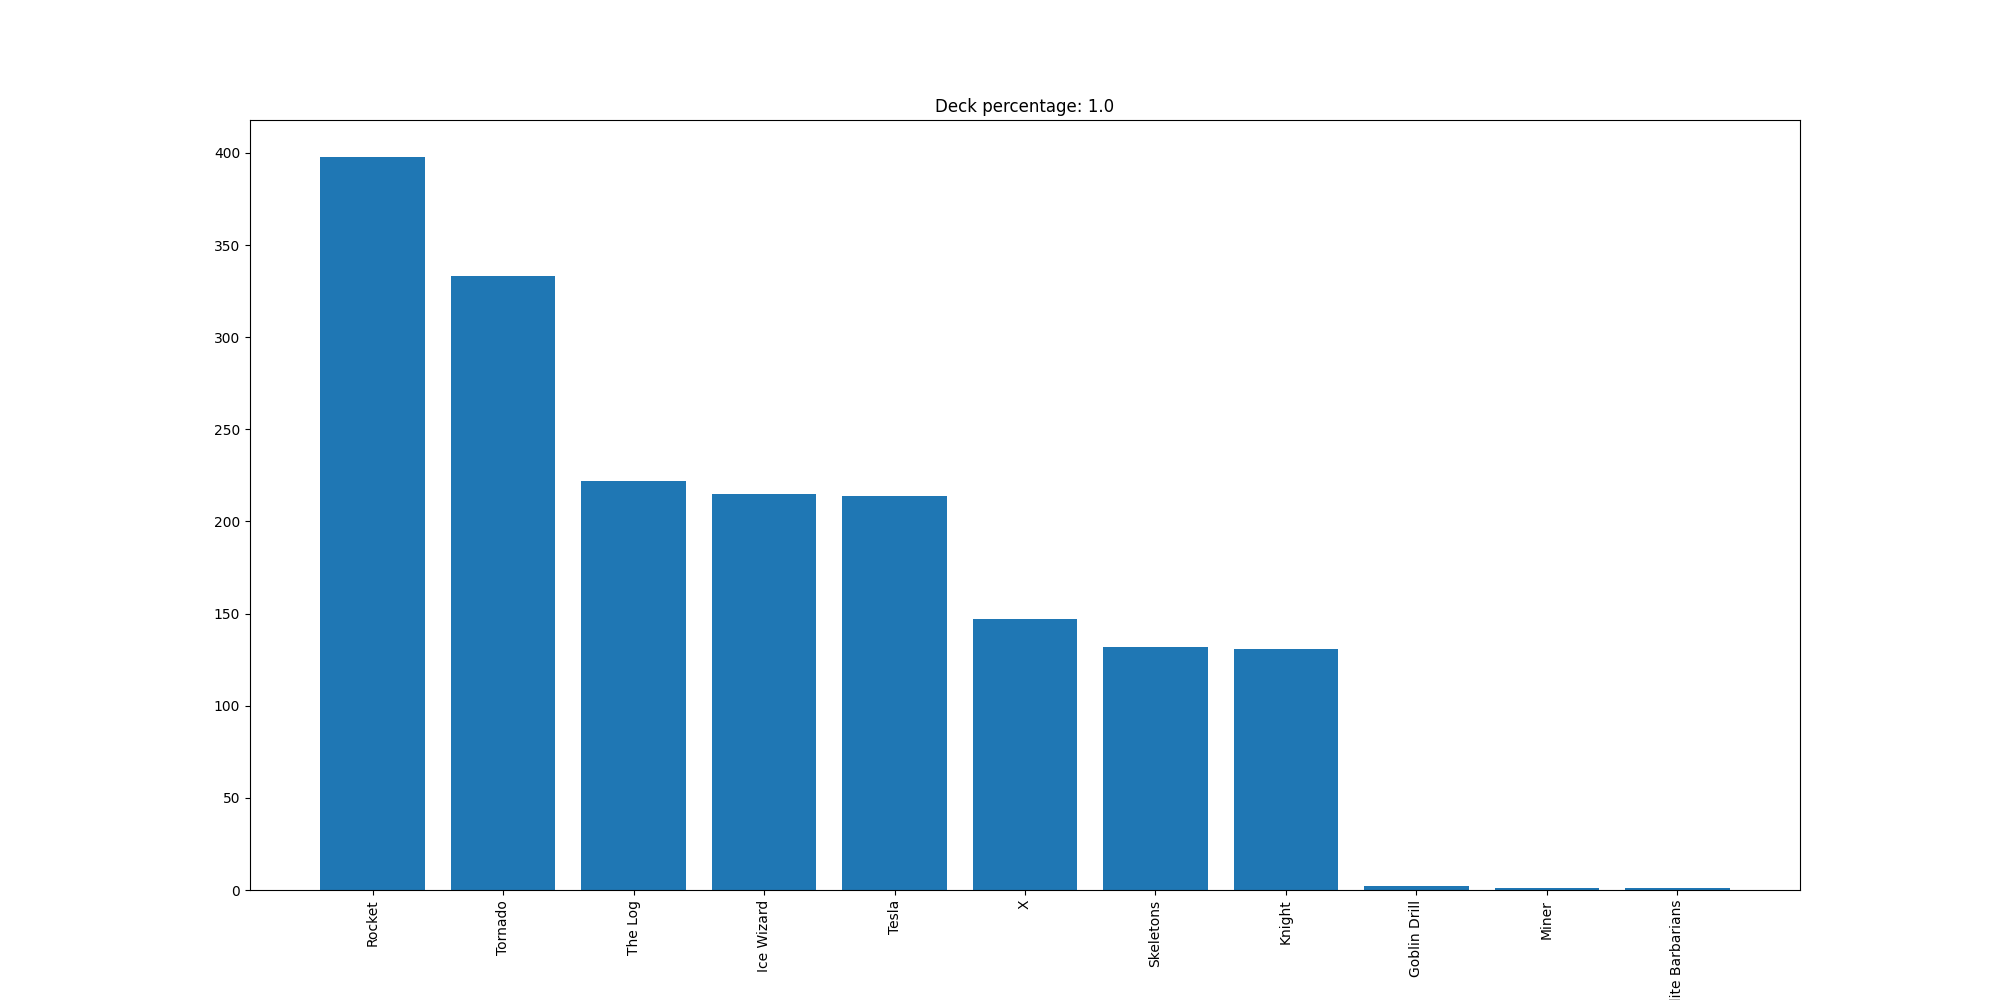 Deck percentage: 1.0
400
350
300
250
200
150
100
50
0
Rocket
Tornado
The Log
Ice Wizard
Tesla
X
Skeletons
Knight
Goblin Drill
Miner
lite Barbarians